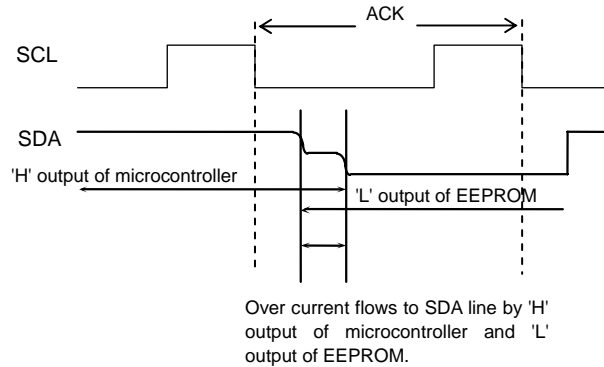 ACK
SCL
SDA
'H' output of microcontroller
'L' output of EEPROM
Over current flows to SDA line by 'H'
output of microcontroller and 'L'
output of EEPROM.